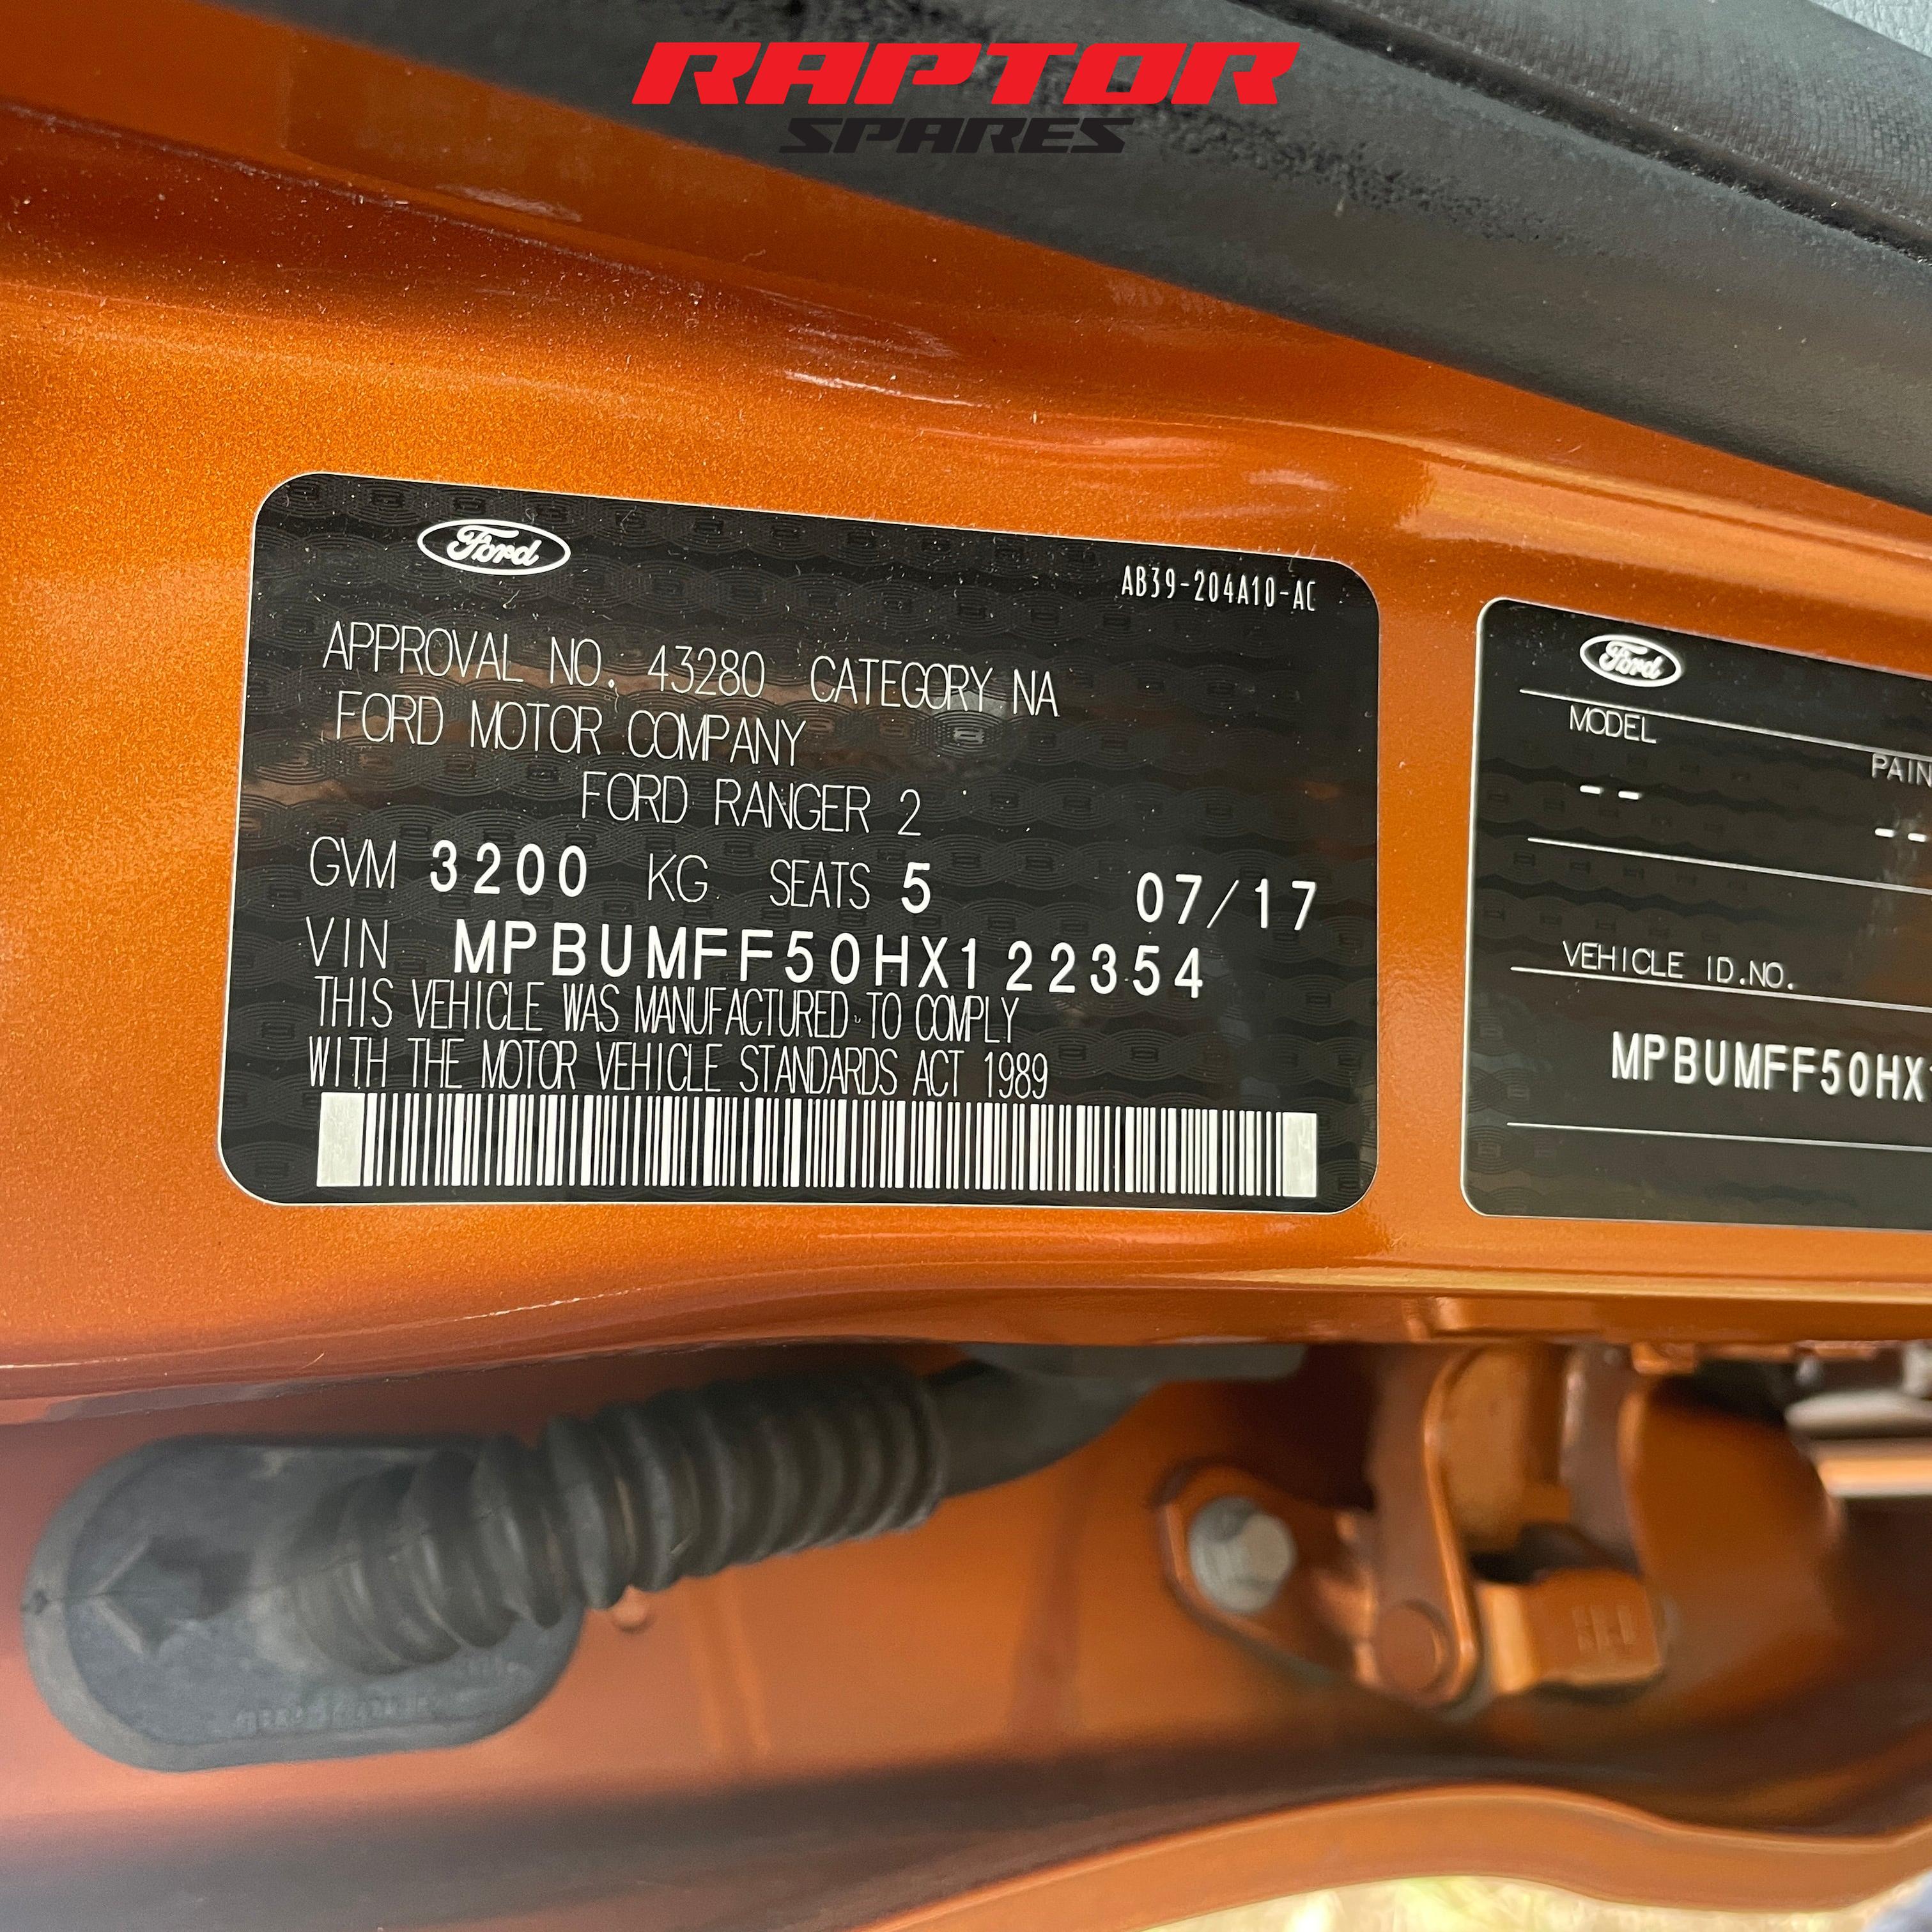 RAPTOR
SPARES
Ford
AB39-204A10-AC
APPROVAL NO. 43280 CATEGORY NA
FORD MOTOR COMPANY
FORD RANGER 2
GVM 3200 KG SEATS 5 07/17
VIN MPBUMFF50HX122354
THIS VEHICLE WAS MANUFACTURED TO COMPLY
WITH THE MOTOR VEHICLE STANDARDS ACT 1989
Ford
MODEL
PAIN
-- --
VEHICLE ID.NO.
MPBUMFF50HX